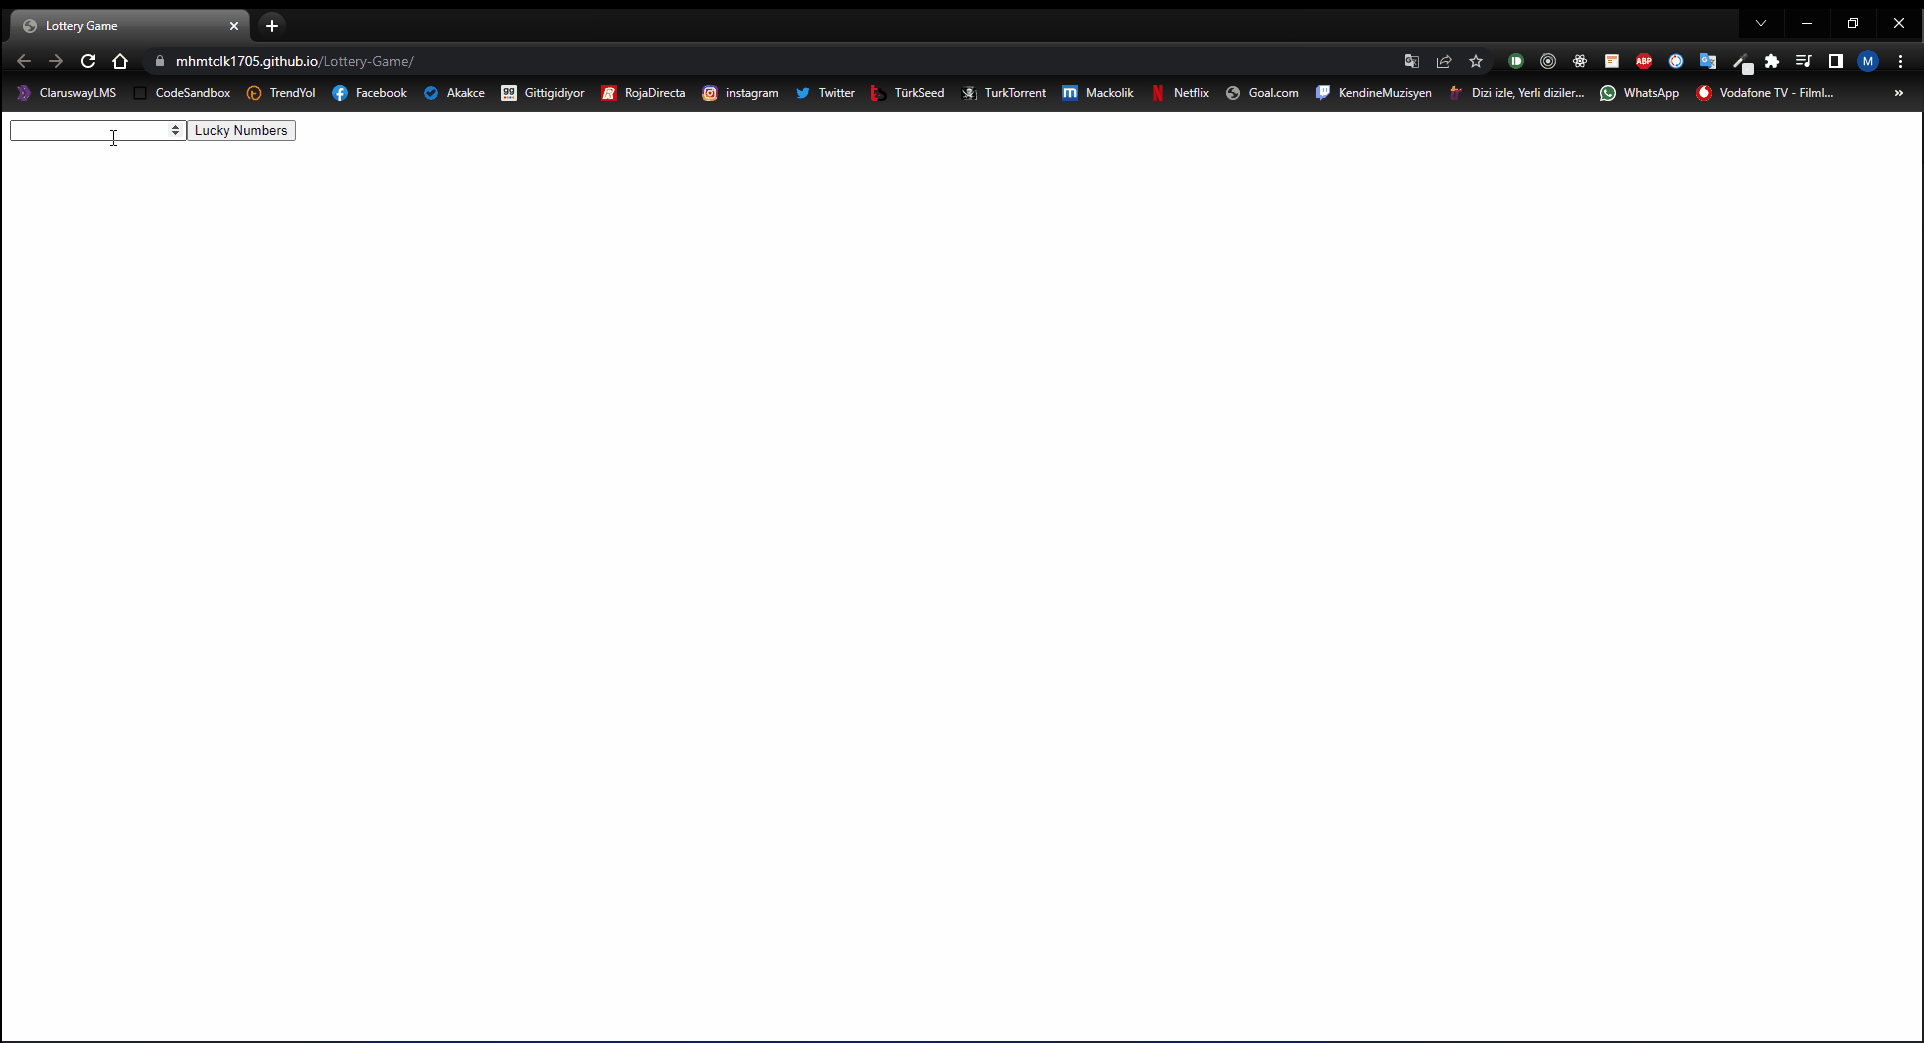 Lottery Game
mhmtclk1705.github.io/Lottery-Game/
ABP
M
ClaruswayLMS CodeSandbox TrendYol Facebook Akakce Gittigidiyor RojaDirecta instagram Twitter TürkSeed TurkTorrent Mackolik Netflix Goal.com KendineMuzisyen Dizi izle, Yerli diziler... WhatsApp Vodafone TV - Filml... »
Lucky Numbers